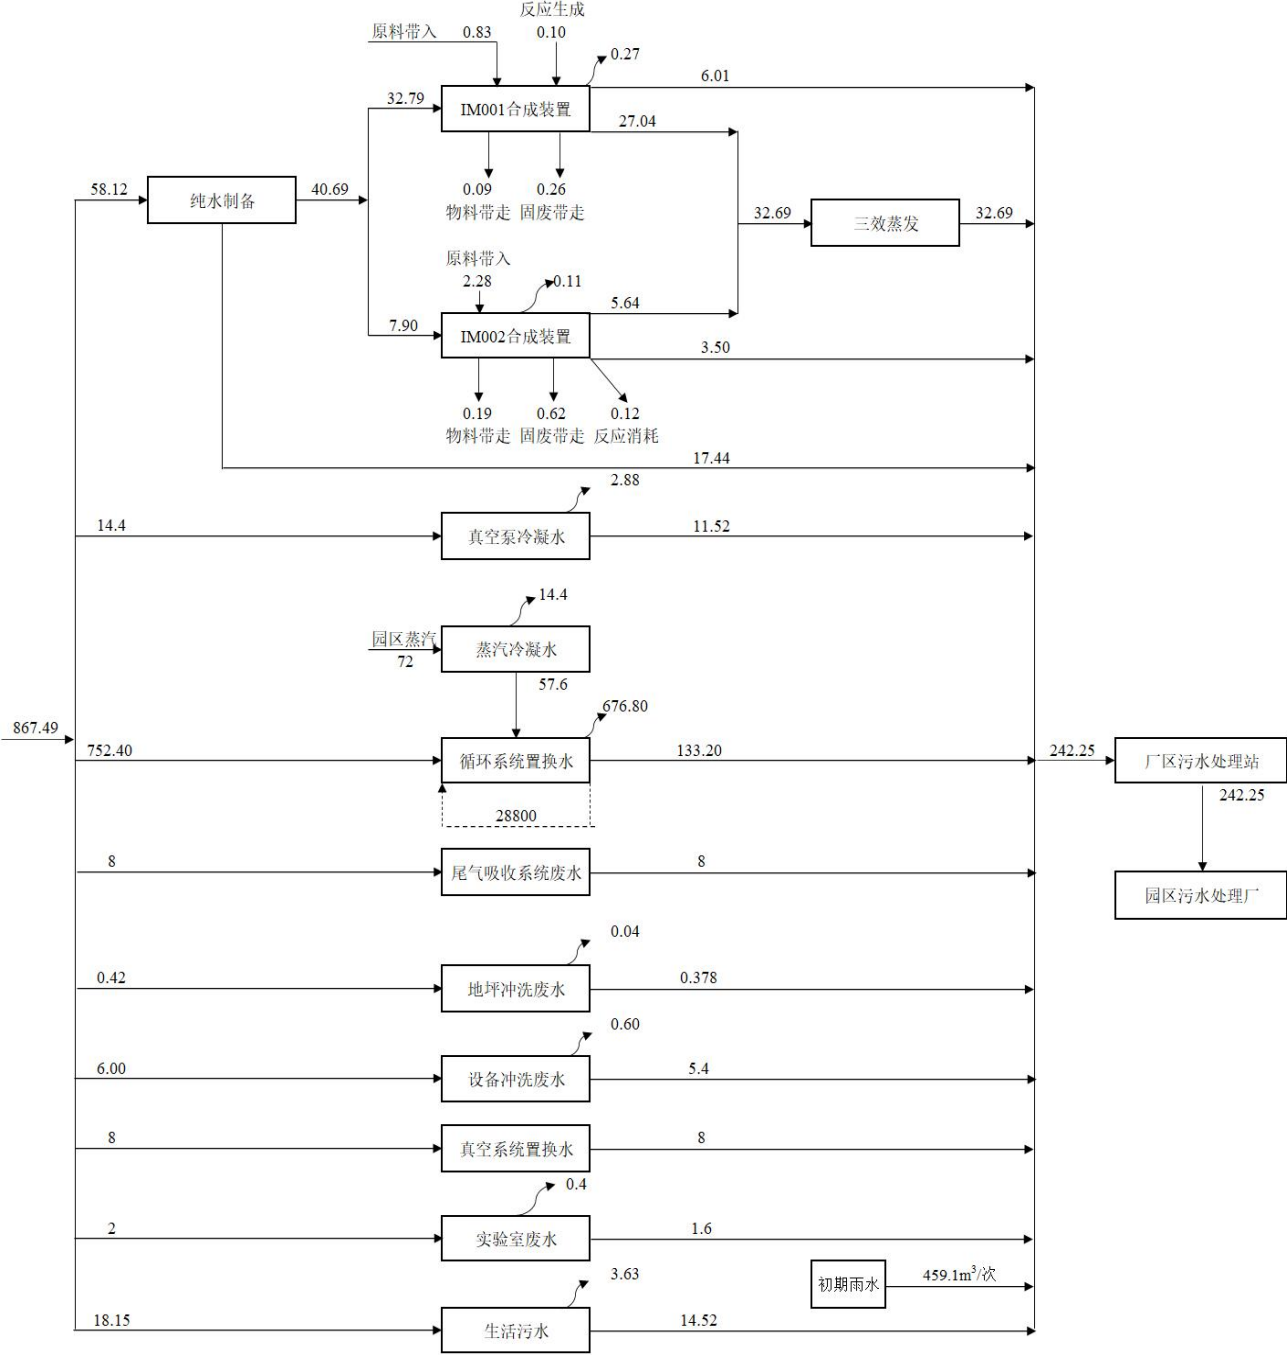 反应生成
原料带入 0.83 0.10
0.27
6.01
32.79
IM001合成装置
27.04
58.12
纯水制备
40.69
0.09 0.26
物料带走 固废带走
32.69
三效蒸发
32.69
原料带入
2.28
0.11
5.64
7.90
IM002合成装置
3.50
0.19 0.62 0.12
物料带走 固废带走 反应消耗
17.44
2.88
14.4
真空泵冷凝水
11.52
14.4
园区蒸汽
72
蒸汽冷凝水
57.6
676.80
867.49
752.40
循环系统置换水
133.20
242.25
厂区污水处理站
242.25
28800
8
尾气吸收系统废水
8
园区污水处理厂
0.04
0.42
地坪冲洗废水
0.378
0.60
6.00
设备冲洗废水
5.4
8
真空系统置换水
8
0.4
2
实验室废水
1.6
初期雨水
459.1m³/次
3.63
18.15
生活污水
14.52